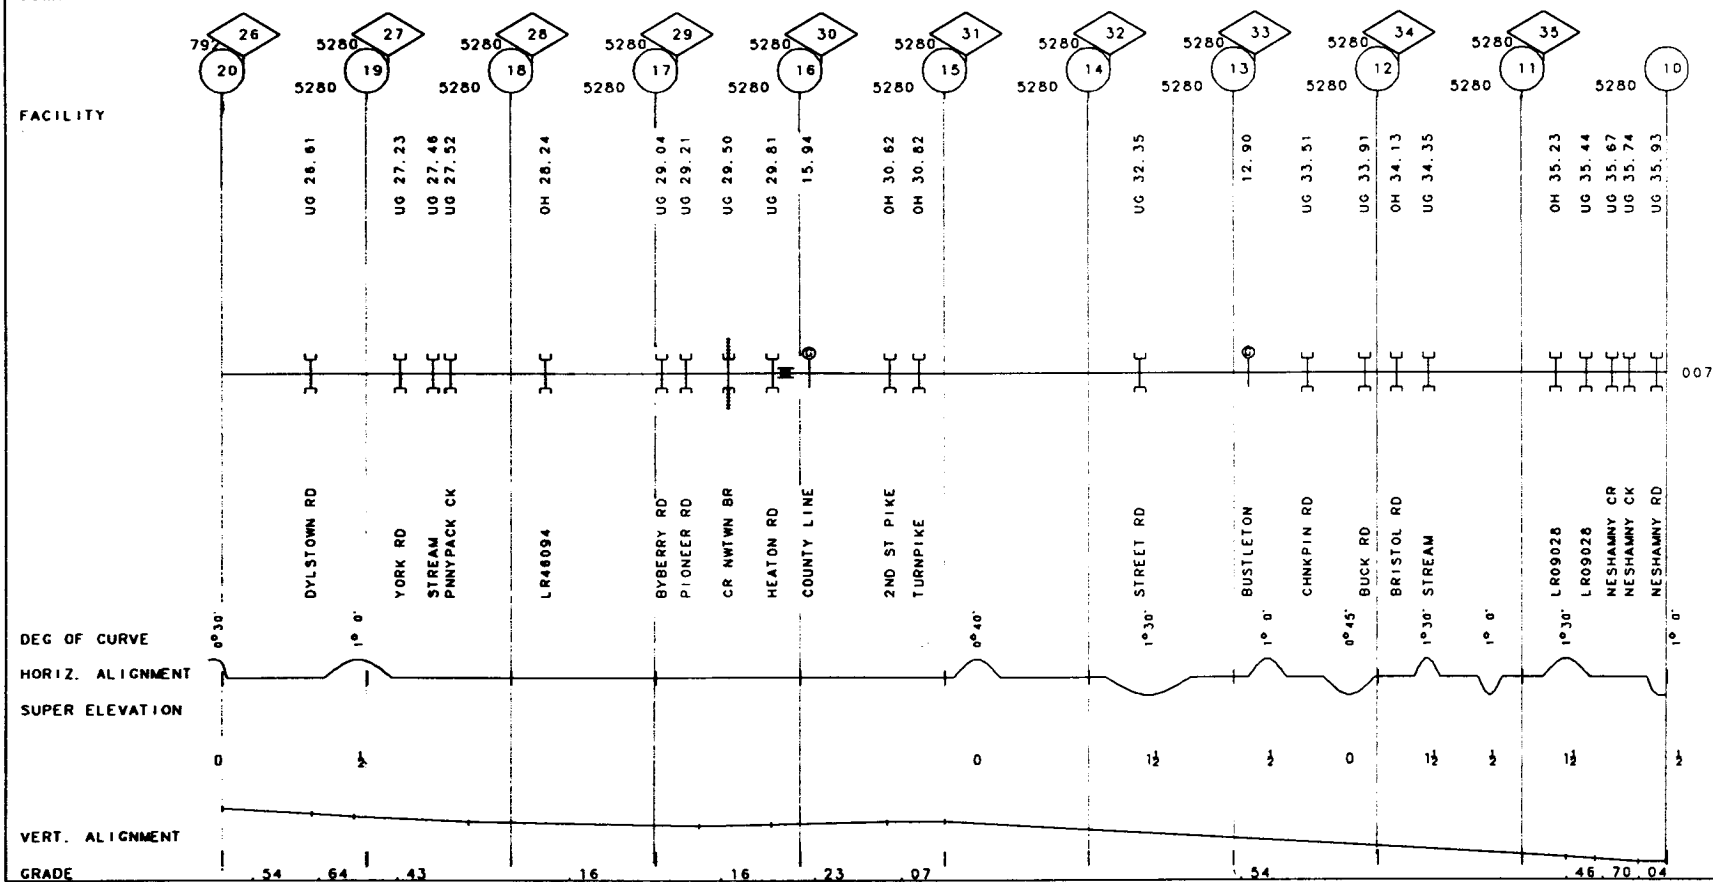 26 27 28 29 30 31 32 33 34 35
5280 5280 5280 5280 5280 5280 5280 5280 5280
20 19 18 17 16 15 14 13 12 11 10
5280 5280 5280 5280 5280 5280 5280 5280 5280 5280
FACILITY
UG 26.61
UG 27.23
UG 27.46
UG 27.52
OH 28.24
UG 29.04
UG 29.21
UG 29.50
UG 29.81
15.94
OH 30.62
OH 30.82
UG 32.35
12.90
UG 33.51
UG 33.91
OH 34.13
UG 34.35
OH 35.23
UG 35.44
UG 35.67
UG 35.74
UG 35.93
007
DYLSTOWN RD
YORK RD
STREAM
PNNYPACK CK
LR46094
BYBERRY RD
PIONEER RD
CR NWTWN BR
HEATON RD
COUNTY LINE
2ND ST PIKE
TURNPIKE
STREET RD
BUSTLETON
CHNKPIN RD
BUCK RD
BRISTOL RD
STREAM
LR09028
LR09028
NESHAMNY CR
NESHAMNY CK
NESHAMNY RD
DEG OF CURVE 0°30' 1° 0' 0°40' 1°30' 1° 0' 0°45' 1°30' 1° 0' 1°30' 1° 0'
HORIZ. ALIGNMENT
SUPER ELEVATION
0 ½ 0 1½ ½ 0 1½ ½ 1½ ½
VERT. ALIGNMENT
GRADE .54 .64 .43 .16 .16 .23 .07 .54 .46 .70 .04